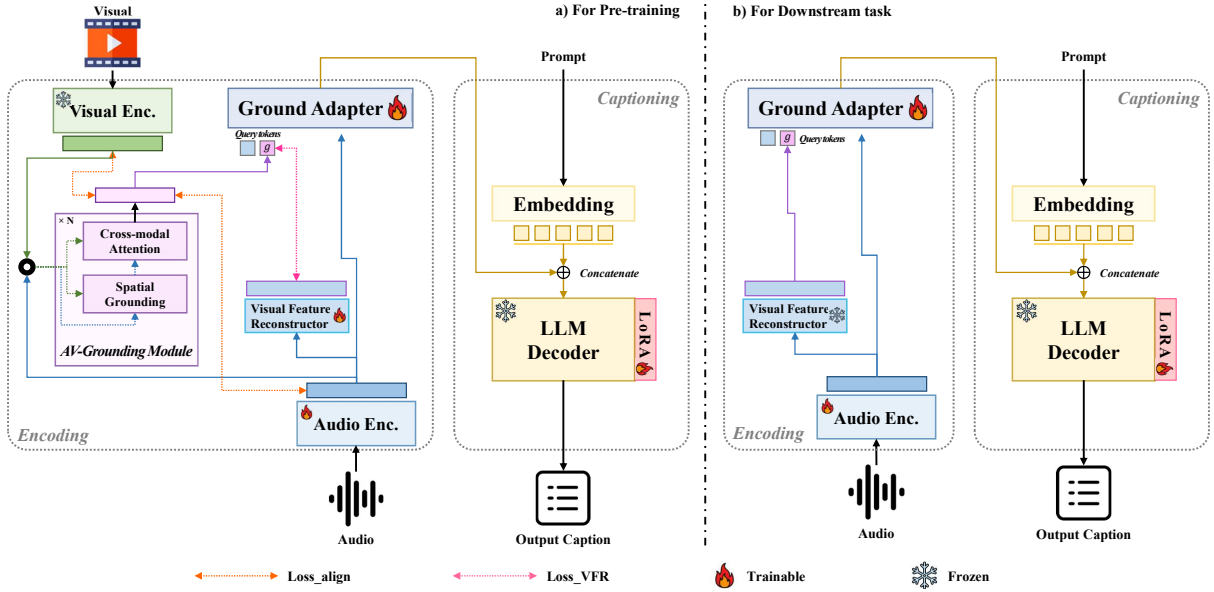 Visual
a) For Pre-training
b) For Downstream task
Visual Enc.
Ground Adapter
Query tokens
g
× N
Cross-modal
Attention
Spatial
Grounding
AV-Grounding Module
Visual Feature
Reconstructor
Audio Enc.
Encoding
Audio
Prompt
Captioning
Embedding
Concatenate
LLM
Decoder
LoRA
Output Caption
Ground Adapter
g
Query tokens
Visual Feature
Reconstructor
Audio Enc.
Encoding
Audio
Prompt
Captioning
Embedding
Concatenate
LLM
Decoder
LoRA
Output Caption
Loss_align
Loss_VFR
Trainable
Frozen